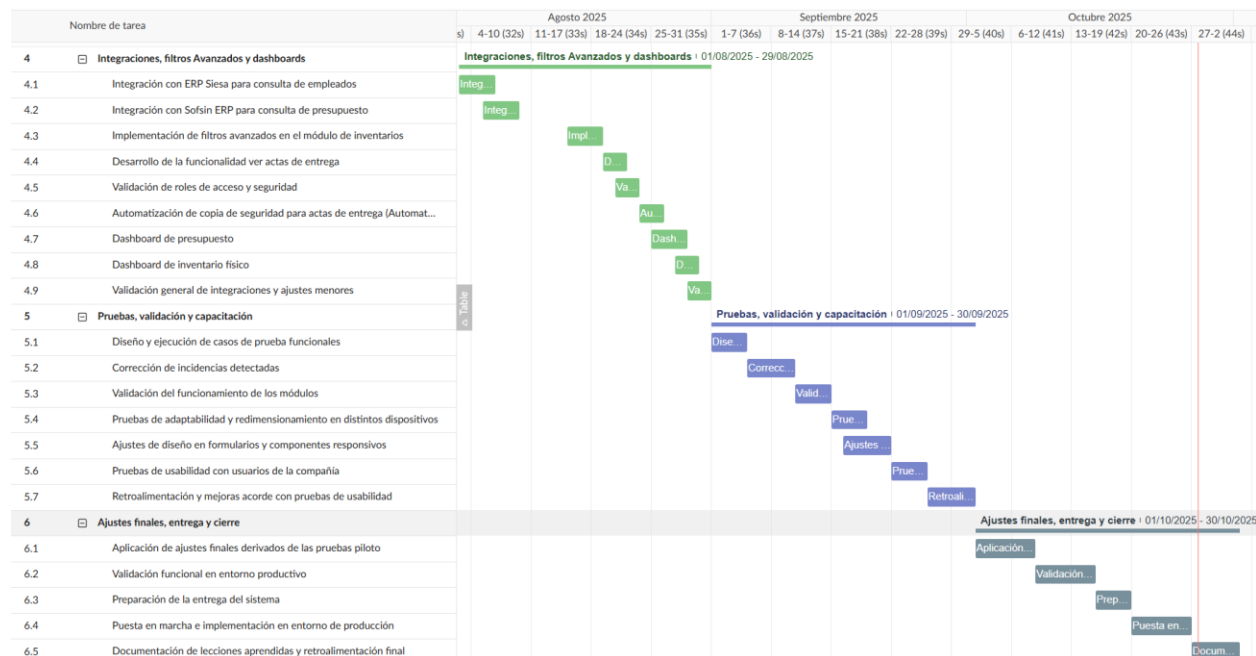 Nombre de tarea
Agosto 2025 Septiembre 2025 Octubre 2025
s) 4-10 (32s) 11-17 (33s) 18-24 (34s) 25-31 (35s) 1-7 (36s) 8-14 (37s) 15-21 (38s) 22-28 (39s) 29-5 (40s) 6-12 (41s) 13-19 (42s) 20-26 (43s) 27-2 (44s)
4 Integraciones, filtros Avanzados y dashboards Integraciones, filtros Avanzados y dashboards 01/08/2025 - 29/08/2025
4.1 Integración con ERP Siesa para consulta de empleados Integ...
4.2 Integración con Sofsin ERP para consulta de presupuesto Integ...
4.3 Implementación de filtros avanzados en el módulo de inventarios Impl...
4.4 Desarrollo de la funcionalidad ver actas de entrega D...
4.5 Validación de roles de acceso y seguridad Va...
4.6 Automatización de copia de seguridad para actas de entrega (Automat... Au...
4.7 Dashboard de presupuesto Dash...
4.8 Dashboard de inventario físico D...
4.9 Validación general de integraciones y ajustes menores Va...
Table
5 Pruebas, validación y capacitación Pruebas, validación y capacitación 01/09/2025 - 30/09/2025
5.1 Diseño y ejecución de casos de prueba funcionales Dise...
5.2 Corrección de incidencias detectadas Correcc...
5.3 Validación del funcionamiento de los módulos Valid...
5.4 Pruebas de adaptabilidad y redimensionamiento en distintos dispositivos Prue...
5.5 Ajustes de diseño en formularios y componentes responsivos Ajustes ...
5.6 Pruebas de usabilidad con usuarios de la compañía Prue...
5.7 Retroalimentación y mejoras acorde con pruebas de usabilidad Retroali...
6 Ajustes finales, entrega y cierre Ajustes finales, entrega y cierre 01/10/2025 - 30/10/2025
6.1 Aplicación de ajustes finales derivados de las pruebas piloto Aplicación...
6.2 Validación funcional en entorno productivo Validación...
6.3 Preparación de la entrega del sistema Prep...
6.4 Puesta en marcha e implementación en entorno de producción Puesta en...
6.5 Documentación de lecciones aprendidas y retroalimentación final Docum...